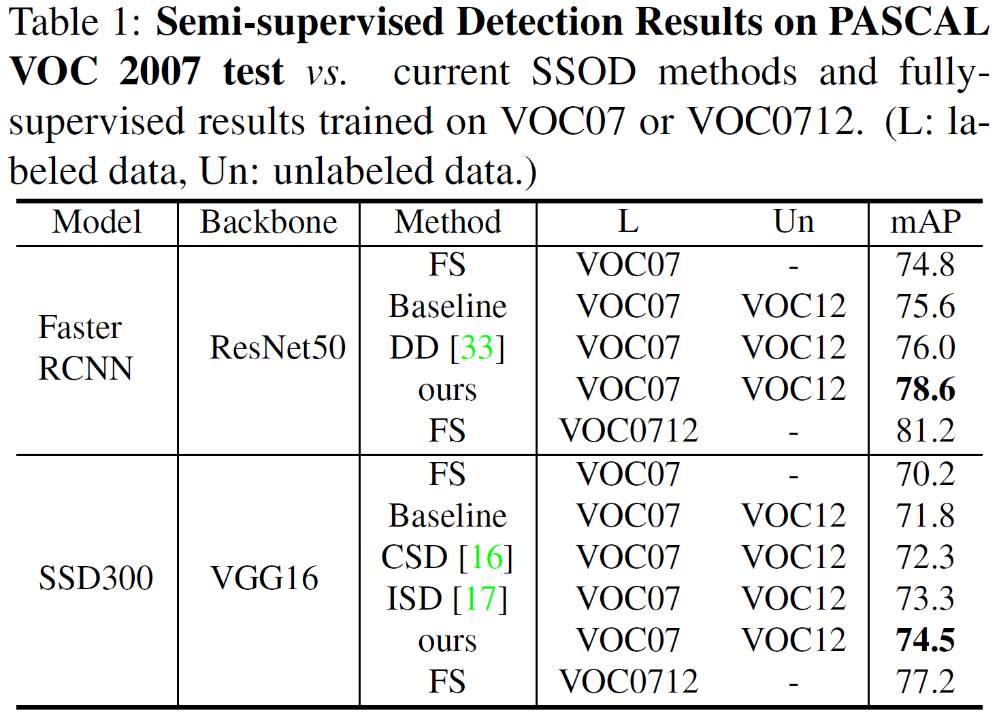 Table 1: Semi-supervised Detection Results on PASCAL
VOC 2007 test vs. current SSOD methods and fully-
supervised results trained on VOC07 or VOC0712. (L: la-
beled data, Un: unlabeled data.)
Model Backbone Method L Un mAP
Faster RCNN ResNet50 FS VOC07 - 74.8
Baseline VOC07 VOC12 75.6
DD [33] VOC07 VOC12 76.0
ours VOC07 VOC12 78.6
FS VOC0712 - 81.2
SSD300 VGG16 FS VOC07 - 70.2
Baseline VOC07 VOC12 71.8
CSD [16] VOC07 VOC12 72.3
ISD [17] VOC07 VOC12 73.3
ours VOC07 VOC12 74.5
FS VOC0712 - 77.2